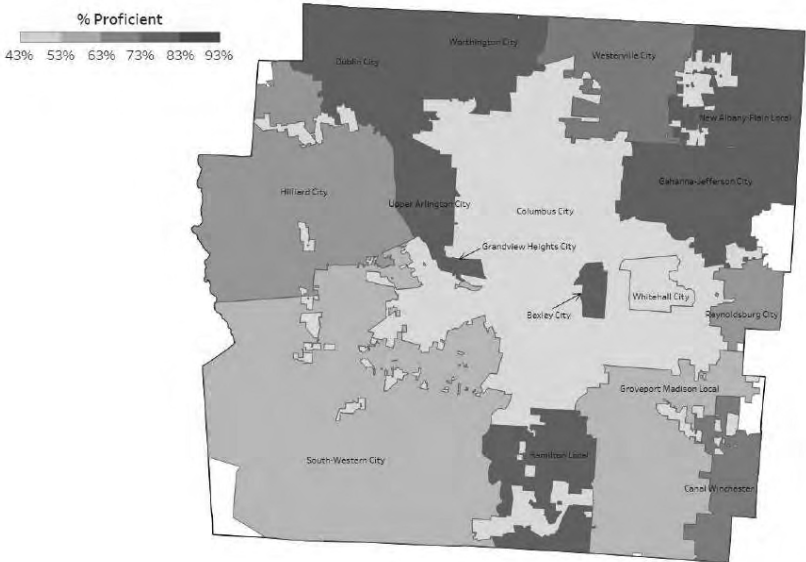 % Proficient
43% 53% 63% 73% 83% 93%
Worthington City
Westerville City
Dublin City
New Albany-Plain Local
Gahanna-Jefferson City
Hilliard City
Upper Arlington City
Columbus City
Grandview Heights City
Whitehall City
Bexley City
Reynoldsburg City
Groveport Madison Local
Hamilton Local
South-Western City
Canal Winchester